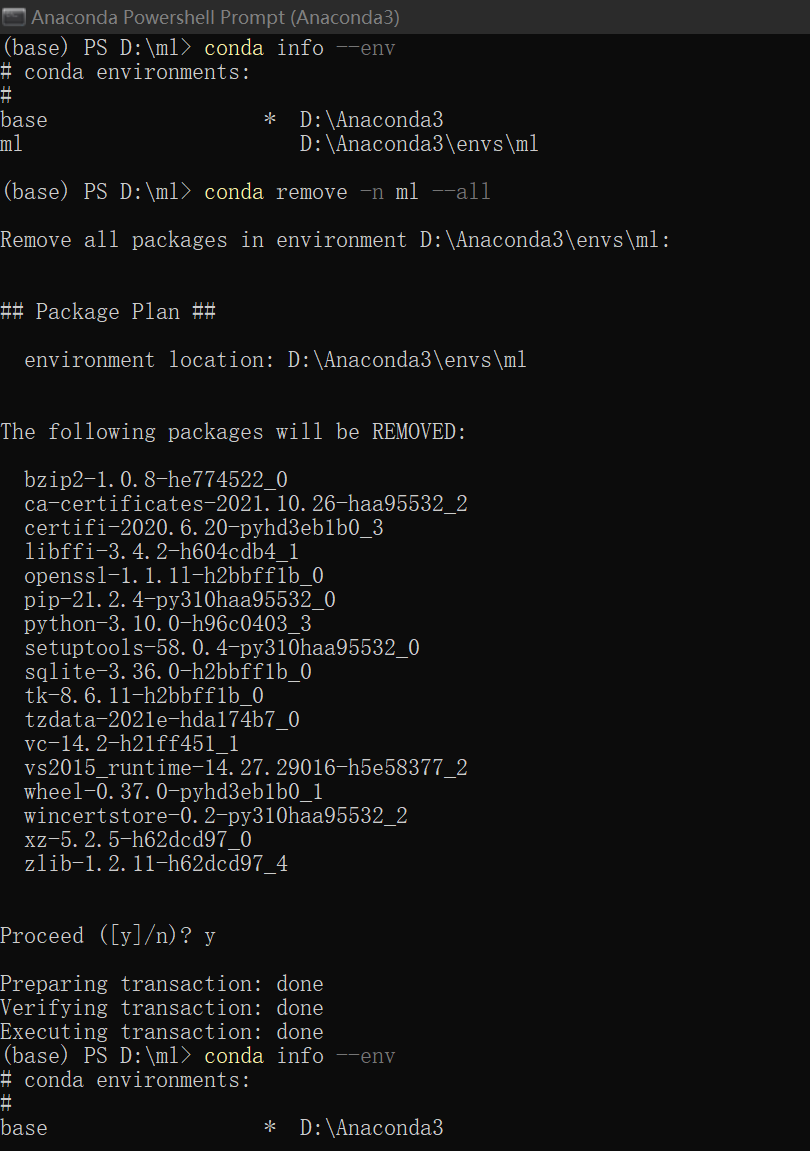 Anaconda Powershell Prompt (Anaconda3)
(base) PS D:\ml> conda info --env
# conda environments:
#
base                  *  D:\Anaconda3
ml                       D:\Anaconda3\envs\ml
(base) PS D:\ml> conda remove -n ml --all
Remove all packages in environment D:\Anaconda3\envs\ml:
## Package Plan ##
environment location: D:\Anaconda3\envs\ml
The following packages will be REMOVED:
bzip2-1.0.8-he774522_0
ca-certificates-2021.10.26-haa95532_2
certifi-2020.6.20-pyhd3eb1b0_3
libffi-3.4.2-h604cdb4_1
openssl-1.1.1l-h2bbff1b_0
pip-21.2.4-py310haa95532_0
python-3.10.0-h96c0403_3
setuptools-58.0.4-py310haa95532_0
sqlite-3.36.0-h2bbff1b_0
tk-8.6.11-h2bbff1b_0
tzdata-2021e-hda174b7_0
vc-14.2-h21ff451_1
vs2015_runtime-14.27.29016-h5e58377_2
wheel-0.37.0-pyhd3eb1b0_1
wincertstore-0.2-py310haa95532_2
xz-5.2.5-h62dcd97_0
zlib-1.2.11-h62dcd97_4
Proceed ([y]/n)? y
Preparing transaction: done
Verifying transaction: done
Executing transaction: done
(base) PS D:\ml> conda info --env
# conda environments:
#
base                  *  D:\Anaconda3